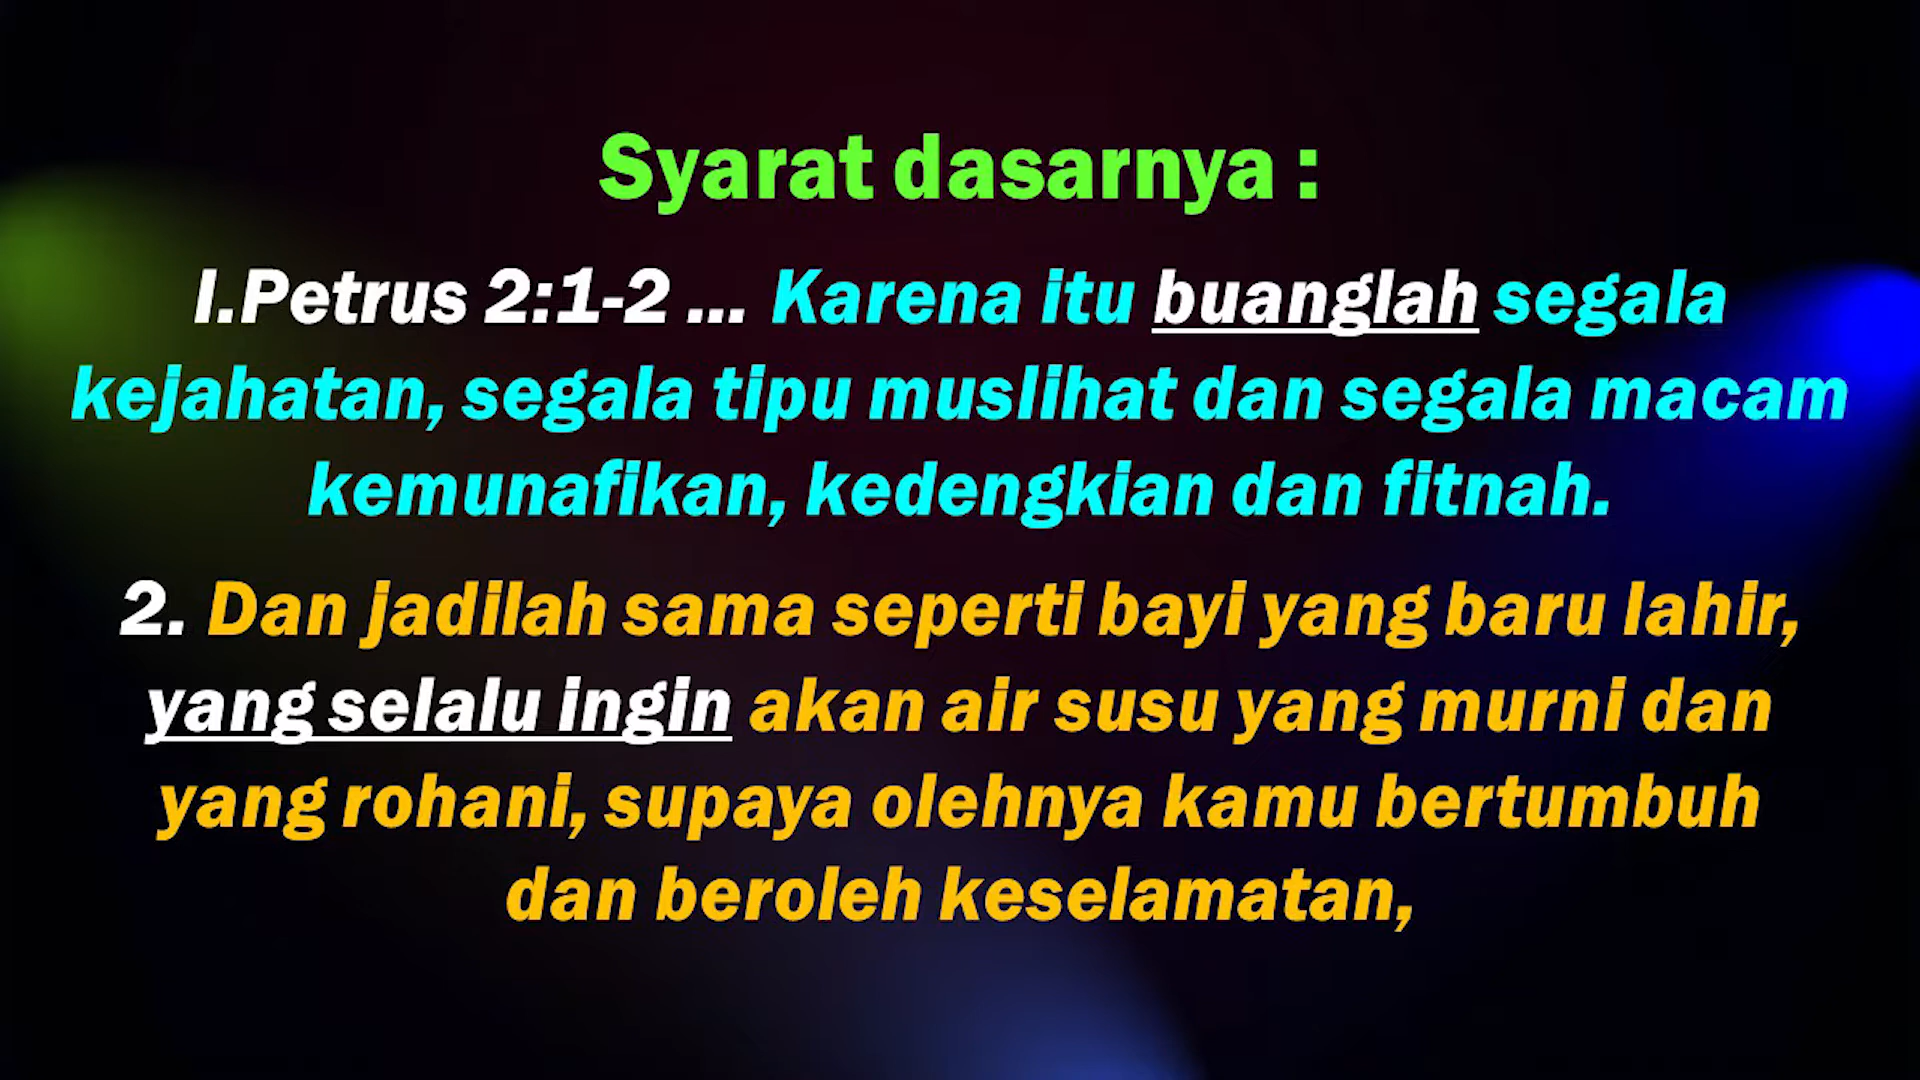 Syarat dasarnya :
I.Petrus 2:1-2 ... Karena itu buanglah segala
kejahatan, segala tipu muslihat dan segala macam
kemunafikan, kedengkian dan fitnah.
2. Dan jadilah sama seperti bayi yang baru lahir,
yang selalu ingin akan air susu yang murni dan
yang rohani, supaya olehnya kamu bertumbuh
dan beroleh keselamatan,